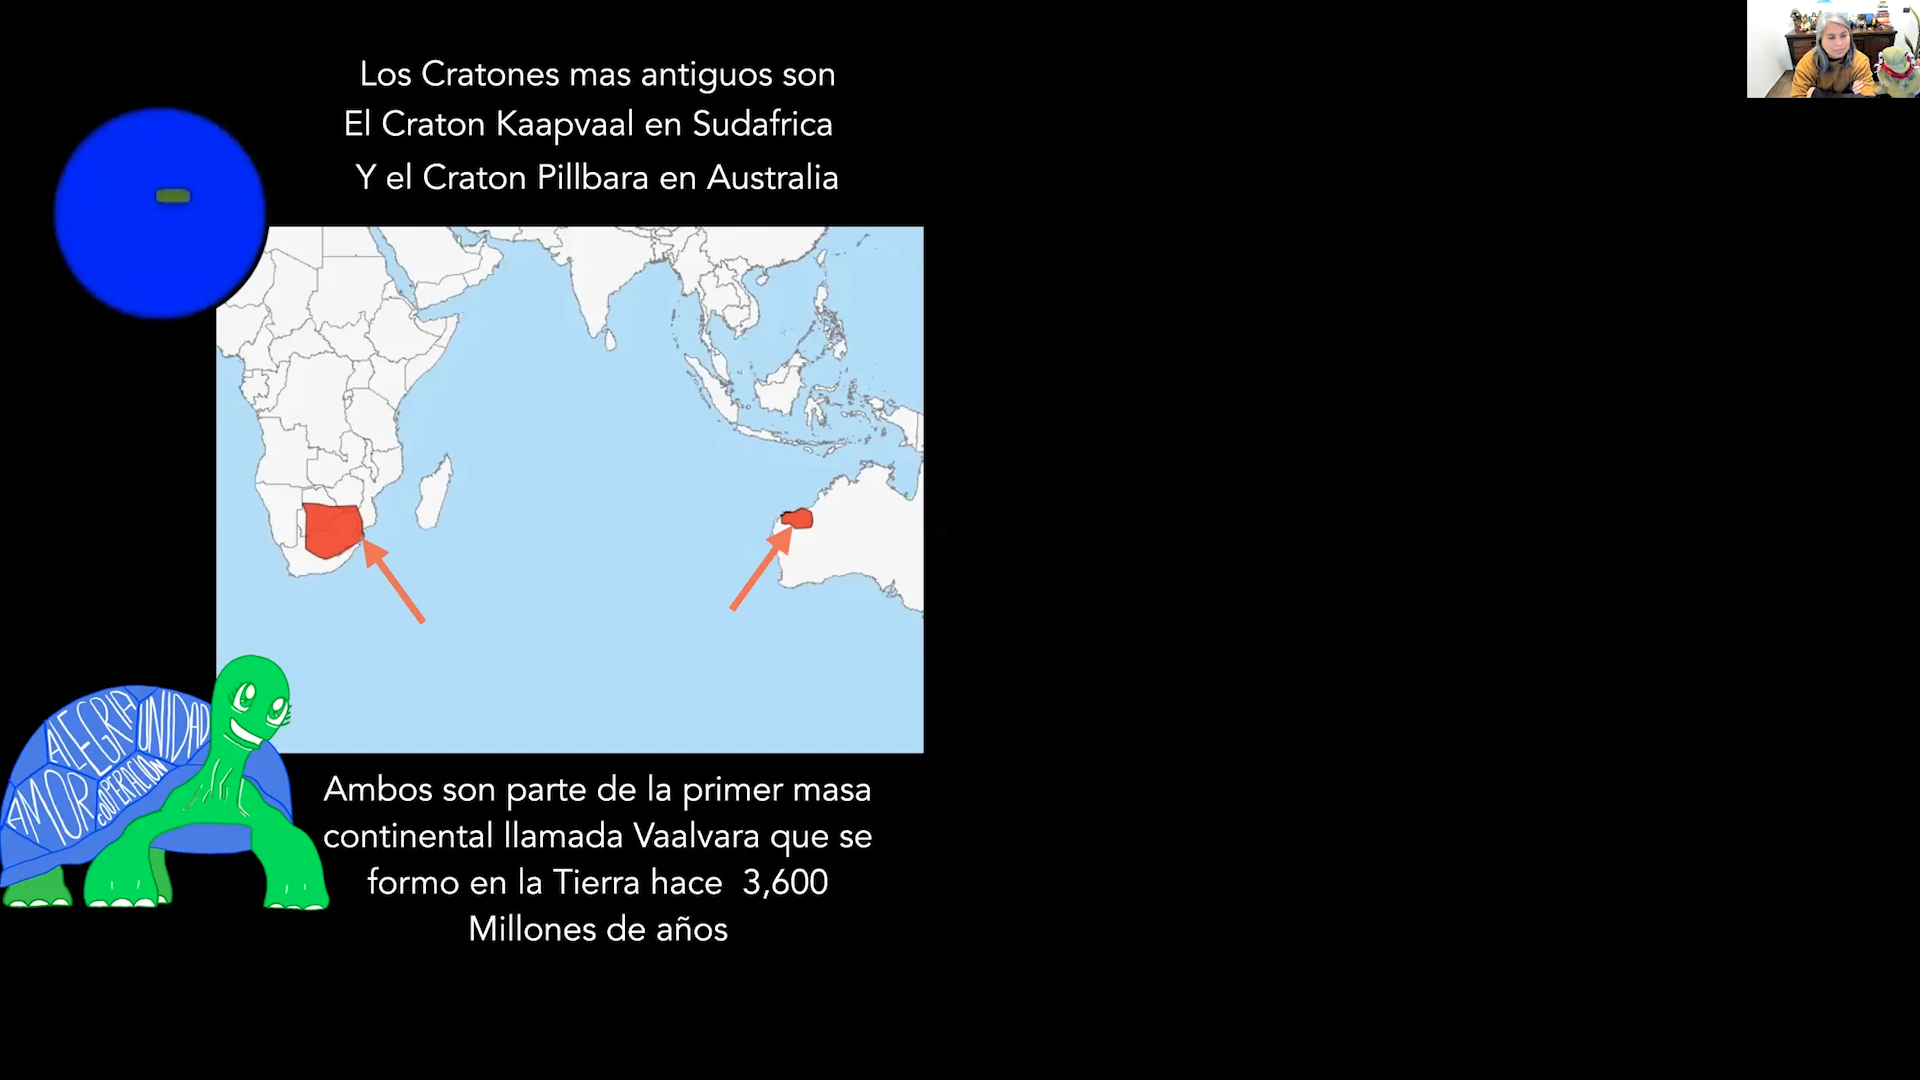 Los Cratones mas antiguos son
El Craton Kaapvaal en Sudafrica
Y el Craton Pillbara en Australia
ALEGRIA
UNIDAD
AMOR
COOPERACION
Ambos son parte de la primer masa
continental llamada Vaalvara que se
formo en la Tierra hace 3,600
Millones de años